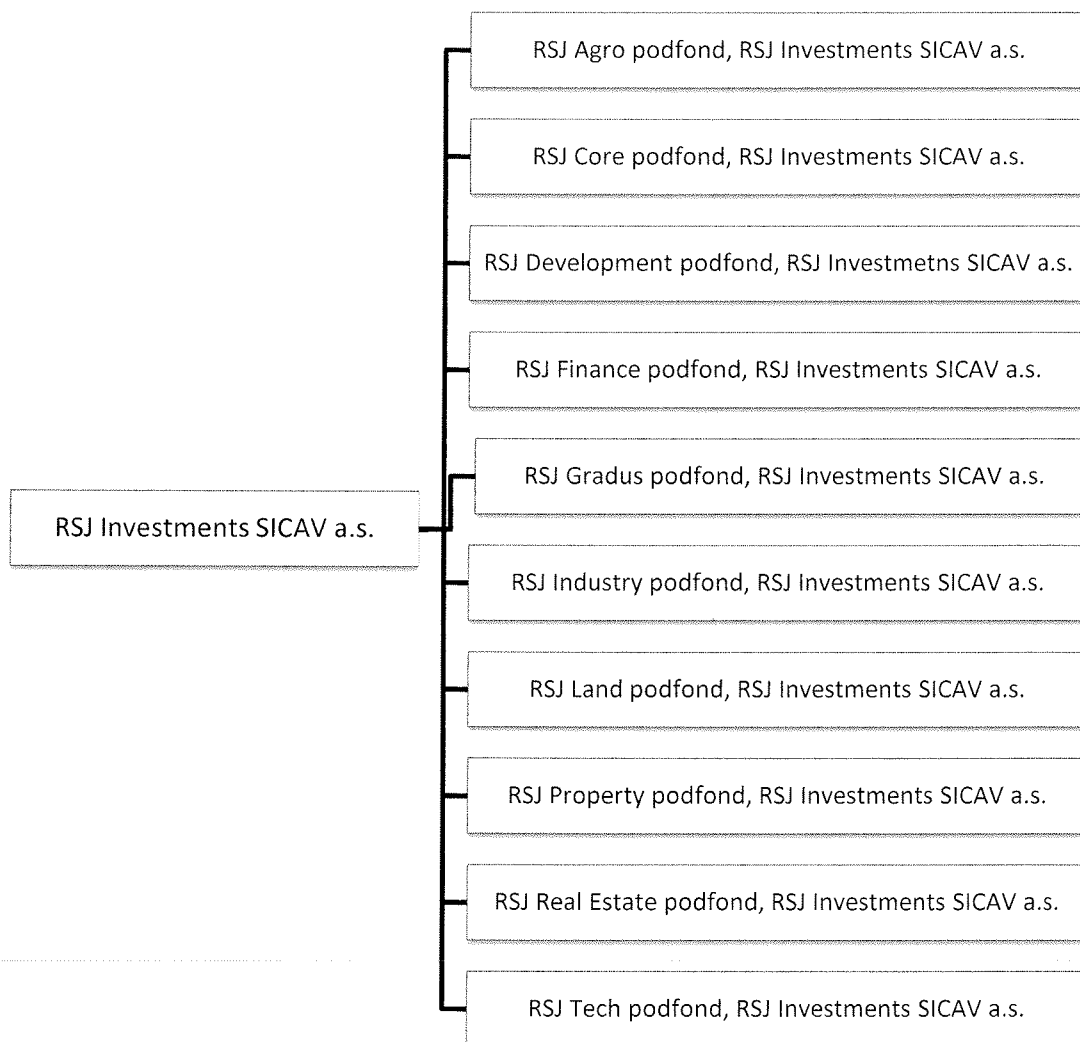 RSJ Agro podfond, RSJ Investments SICAV a.s.
RSJ Core podfond, RSJ Investments SICAV a.s.
RSJ Development podfond, RSJ Investmetns SICAV a.s.
RSJ Finance podfond, RSJ Investments SICAV a.s.
RSJ Gradus podfond, RSJ Investments SICAV a.s.
RSJ Investments SICAV a.s.
RSJ Industry podfond, RSJ Investments SICAV a.s.
RSJ Land podfond, RSJ Investments SICAV a.s.
RSJ Property podfond, RSJ Investments SICAV a.s.
RSJ Real Estate podfond, RSJ Investments SICAV a.s.
RSJ Tech podfond, RSJ Investments SICAV a.s.